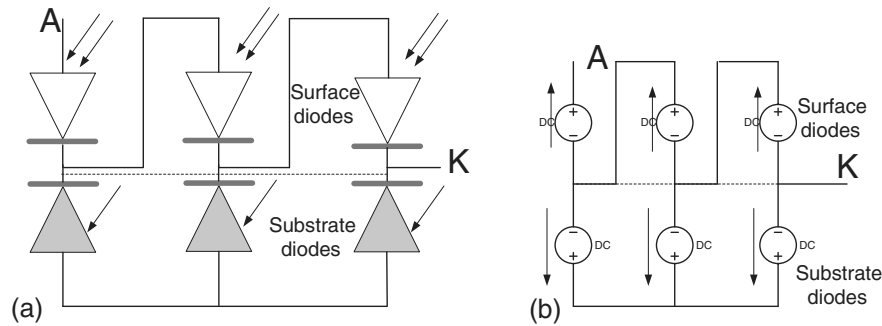 A
Surface
diodes
K
Substrate
diodes
(a)
A
DC
DC
DC
Surface
diodes
K
DC
DC
DC
Substrate
diodes
(b)
+
−
+
−
+
−
−
+
−
+
−
+